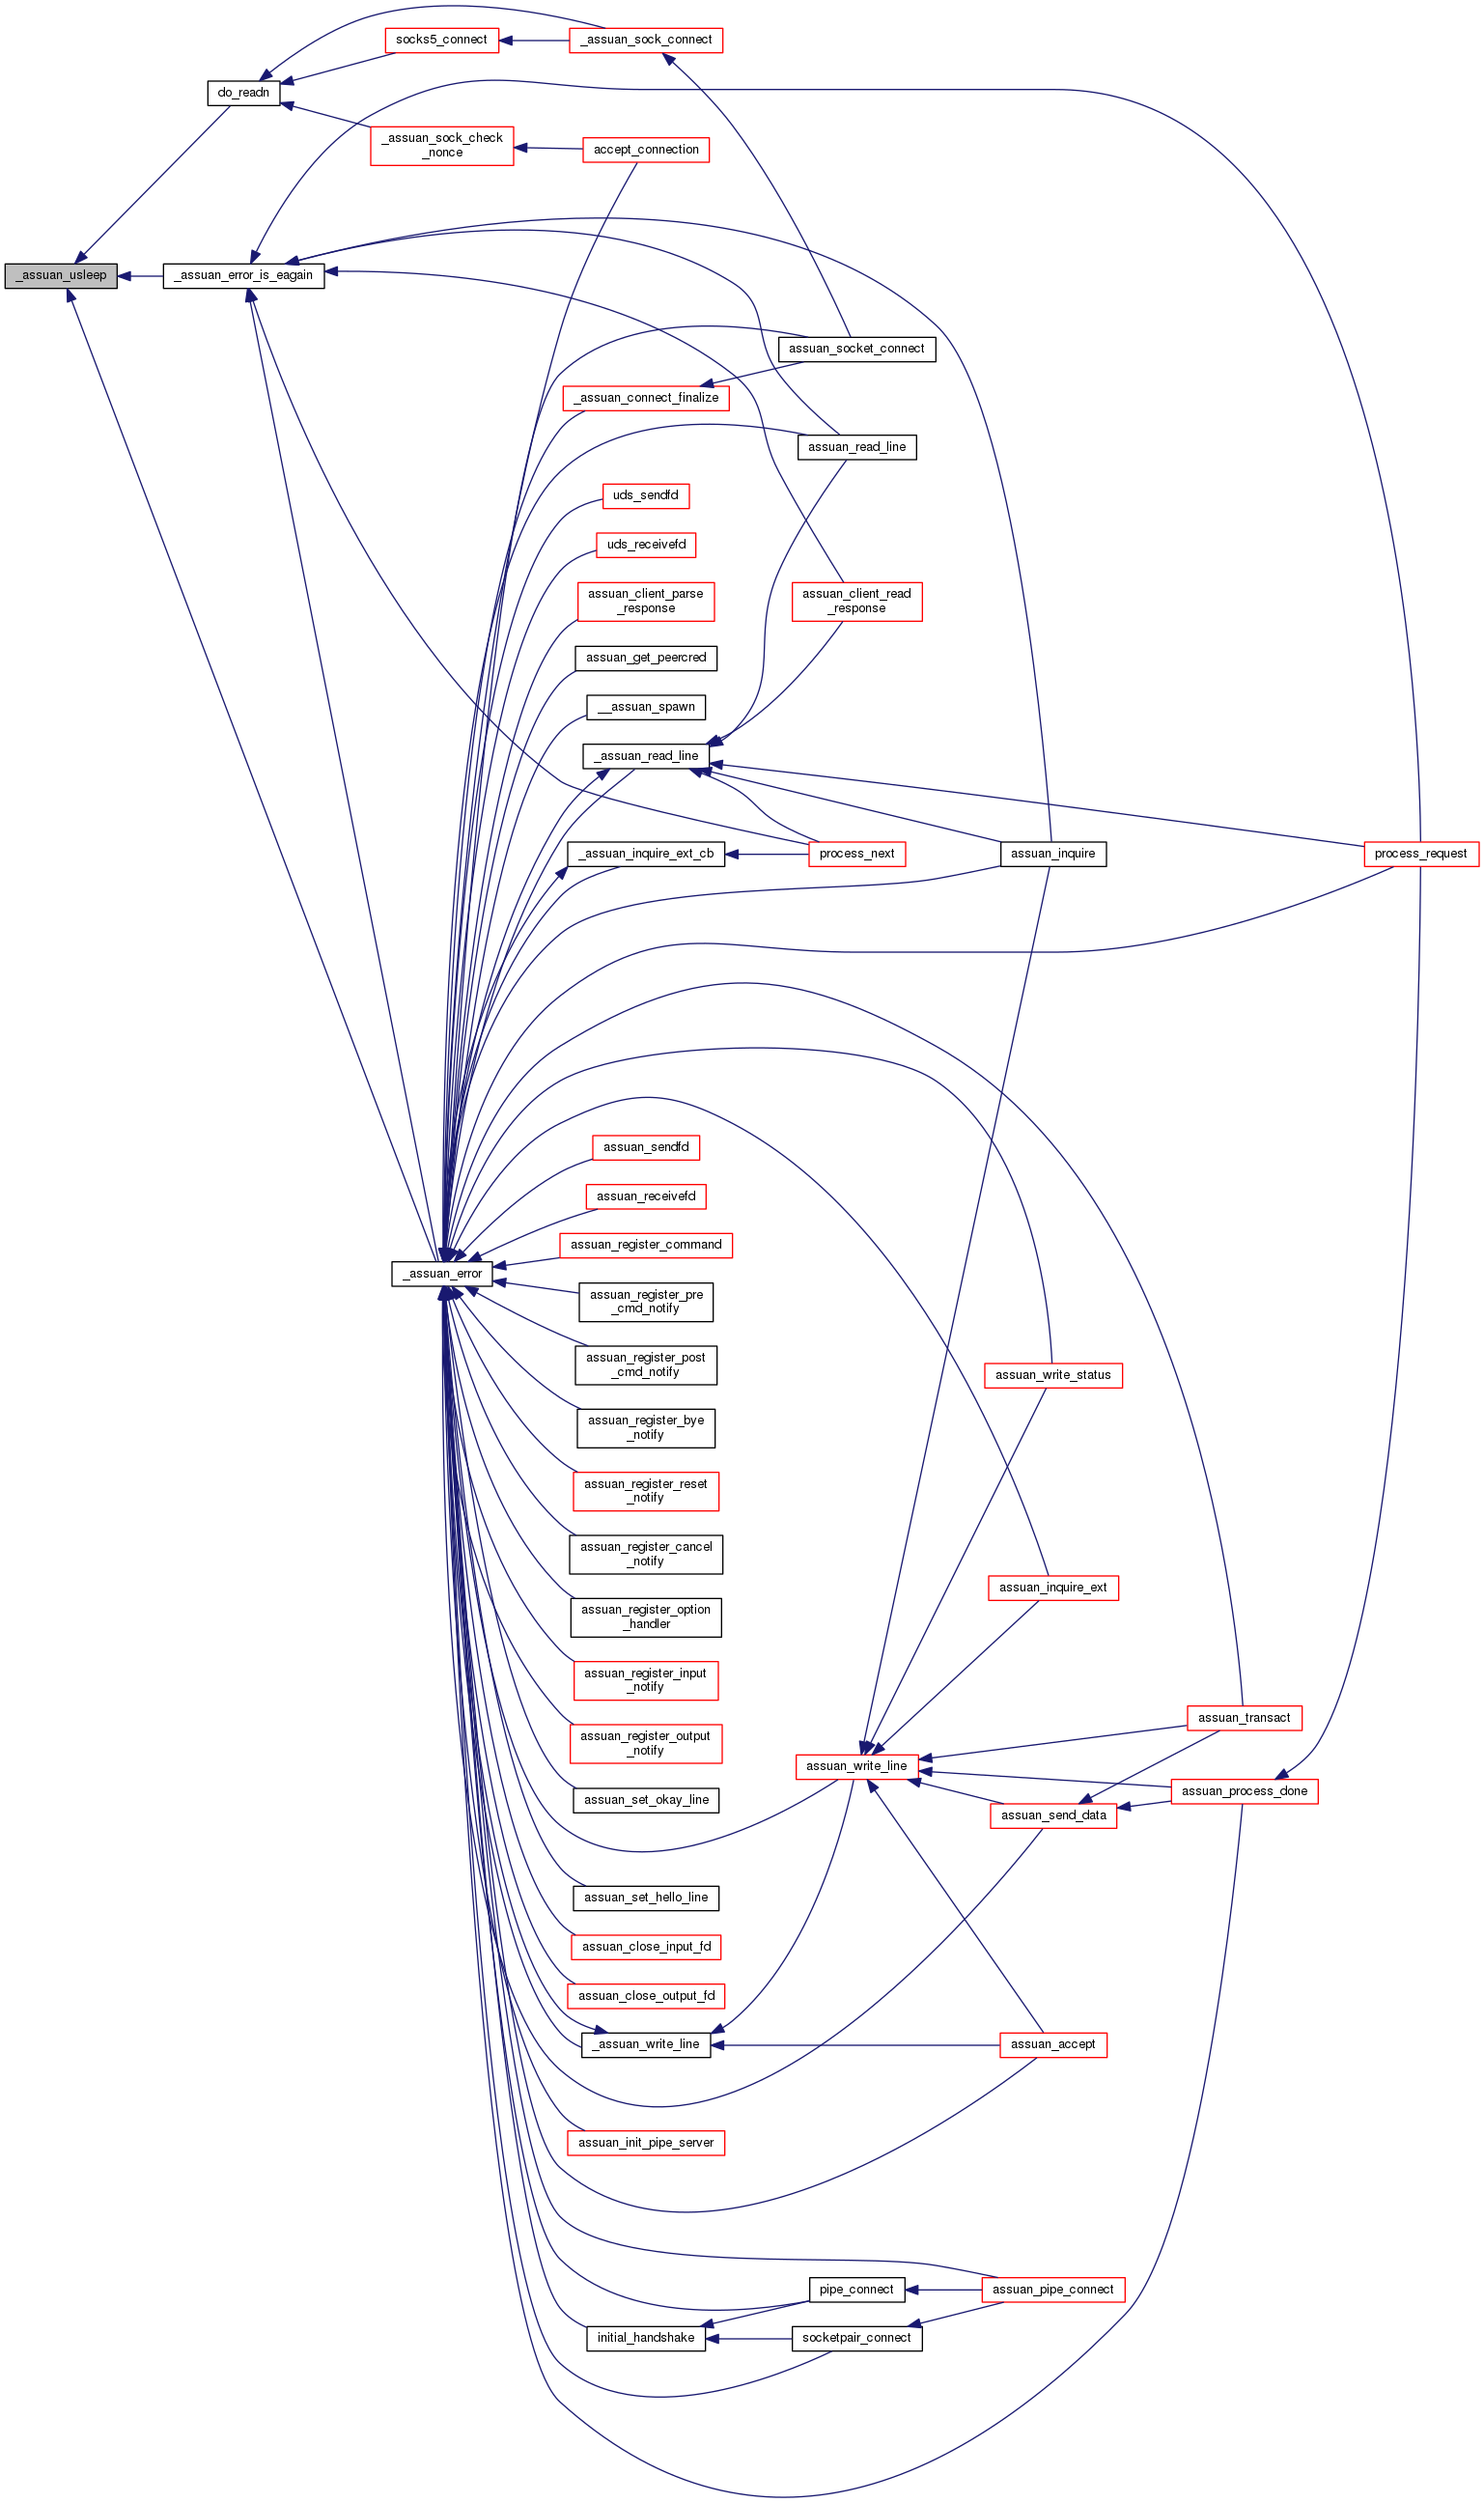 socks5_connect
_assuan_sock_connect
do_readn
_assuan_sock_check
_nonce
accept_connection
_assuan_usleep
_assuan_error_is_eagain
assuan_socket_connect
_assuan_connect_finalize
assuan_read_line
uds_sendfd
uds_receivefd
assuan_client_parse
_response
assuan_client_read
_response
assuan_get_peercred
__assuan_spawn
_assuan_read_line
_assuan_inquire_ext_cb
process_next
assuan_inquire
process_request
assuan_sendfd
assuan_receivefd
assuan_register_command
_assuan_error
assuan_register_pre
_cmd_notify
assuan_register_post
_cmd_notify
assuan_write_status
assuan_register_bye
_notify
assuan_register_reset
_notify
assuan_register_cancel
_notify
assuan_inquire_ext
assuan_register_option
_handler
assuan_register_input
_notify
assuan_transact
assuan_register_output
_notify
assuan_write_line
assuan_process_done
assuan_set_okay_line
assuan_send_data
assuan_set_hello_line
assuan_close_input_fd
assuan_close_output_fd
_assuan_write_line
assuan_accept
assuan_init_pipe_server
pipe_connect
assuan_pipe_connect
initial_handshake
socketpair_connect